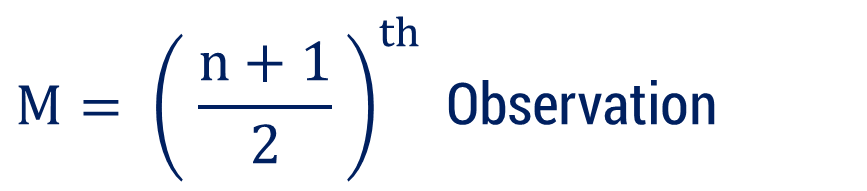 M = ( (n + 1) / 2 )th Observation